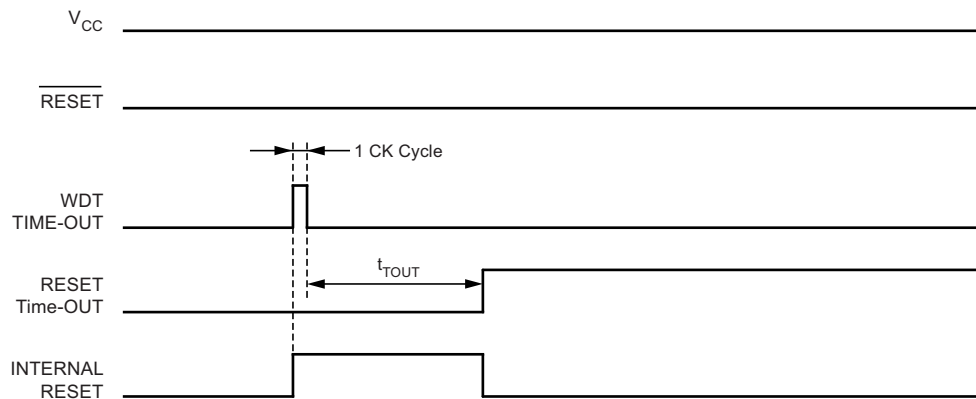 VCC
RESET
1 CK Cycle
WDT
TIME-OUT
tTOUT
RESET
Time-OUT
INTERNAL
RESET